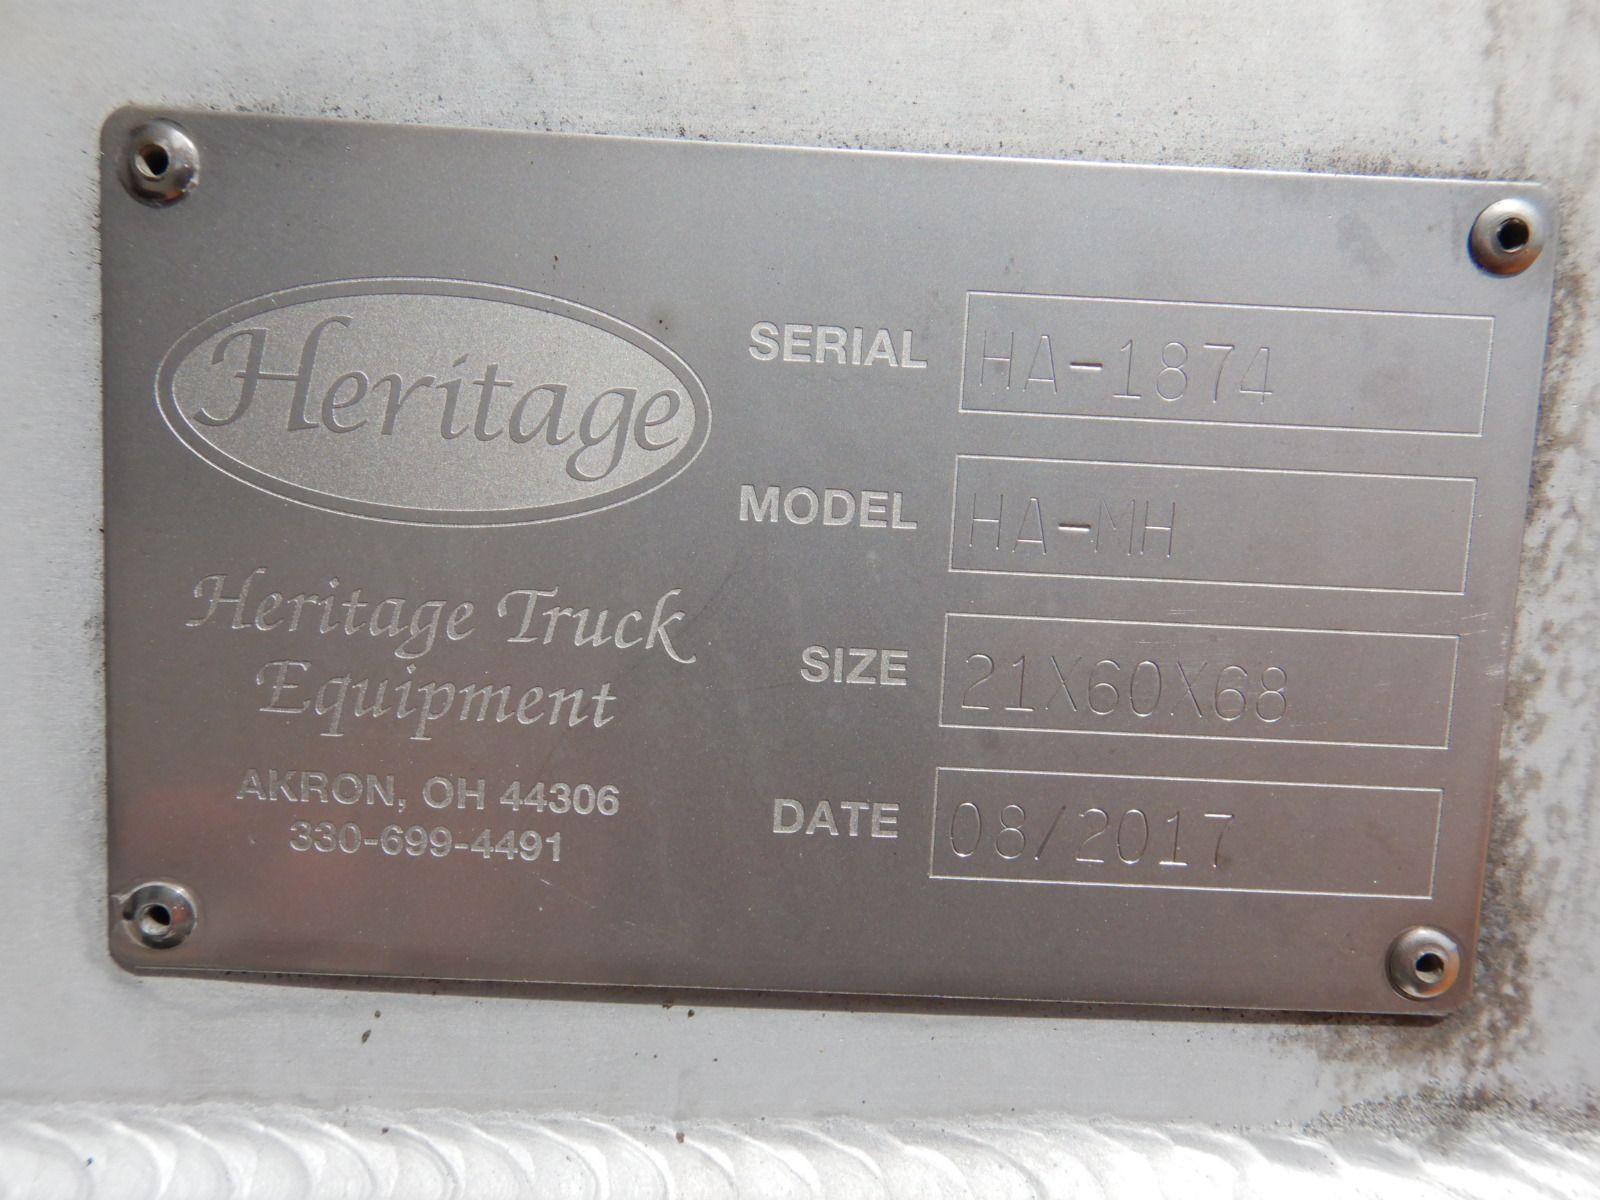 Heritage
Heritage Truck
Equipment
AKRON, OH 44306
330-699-4491
SERIAL HA-1874
MODEL HA-MH
SIZE 21X60X68
DATE 08/2017